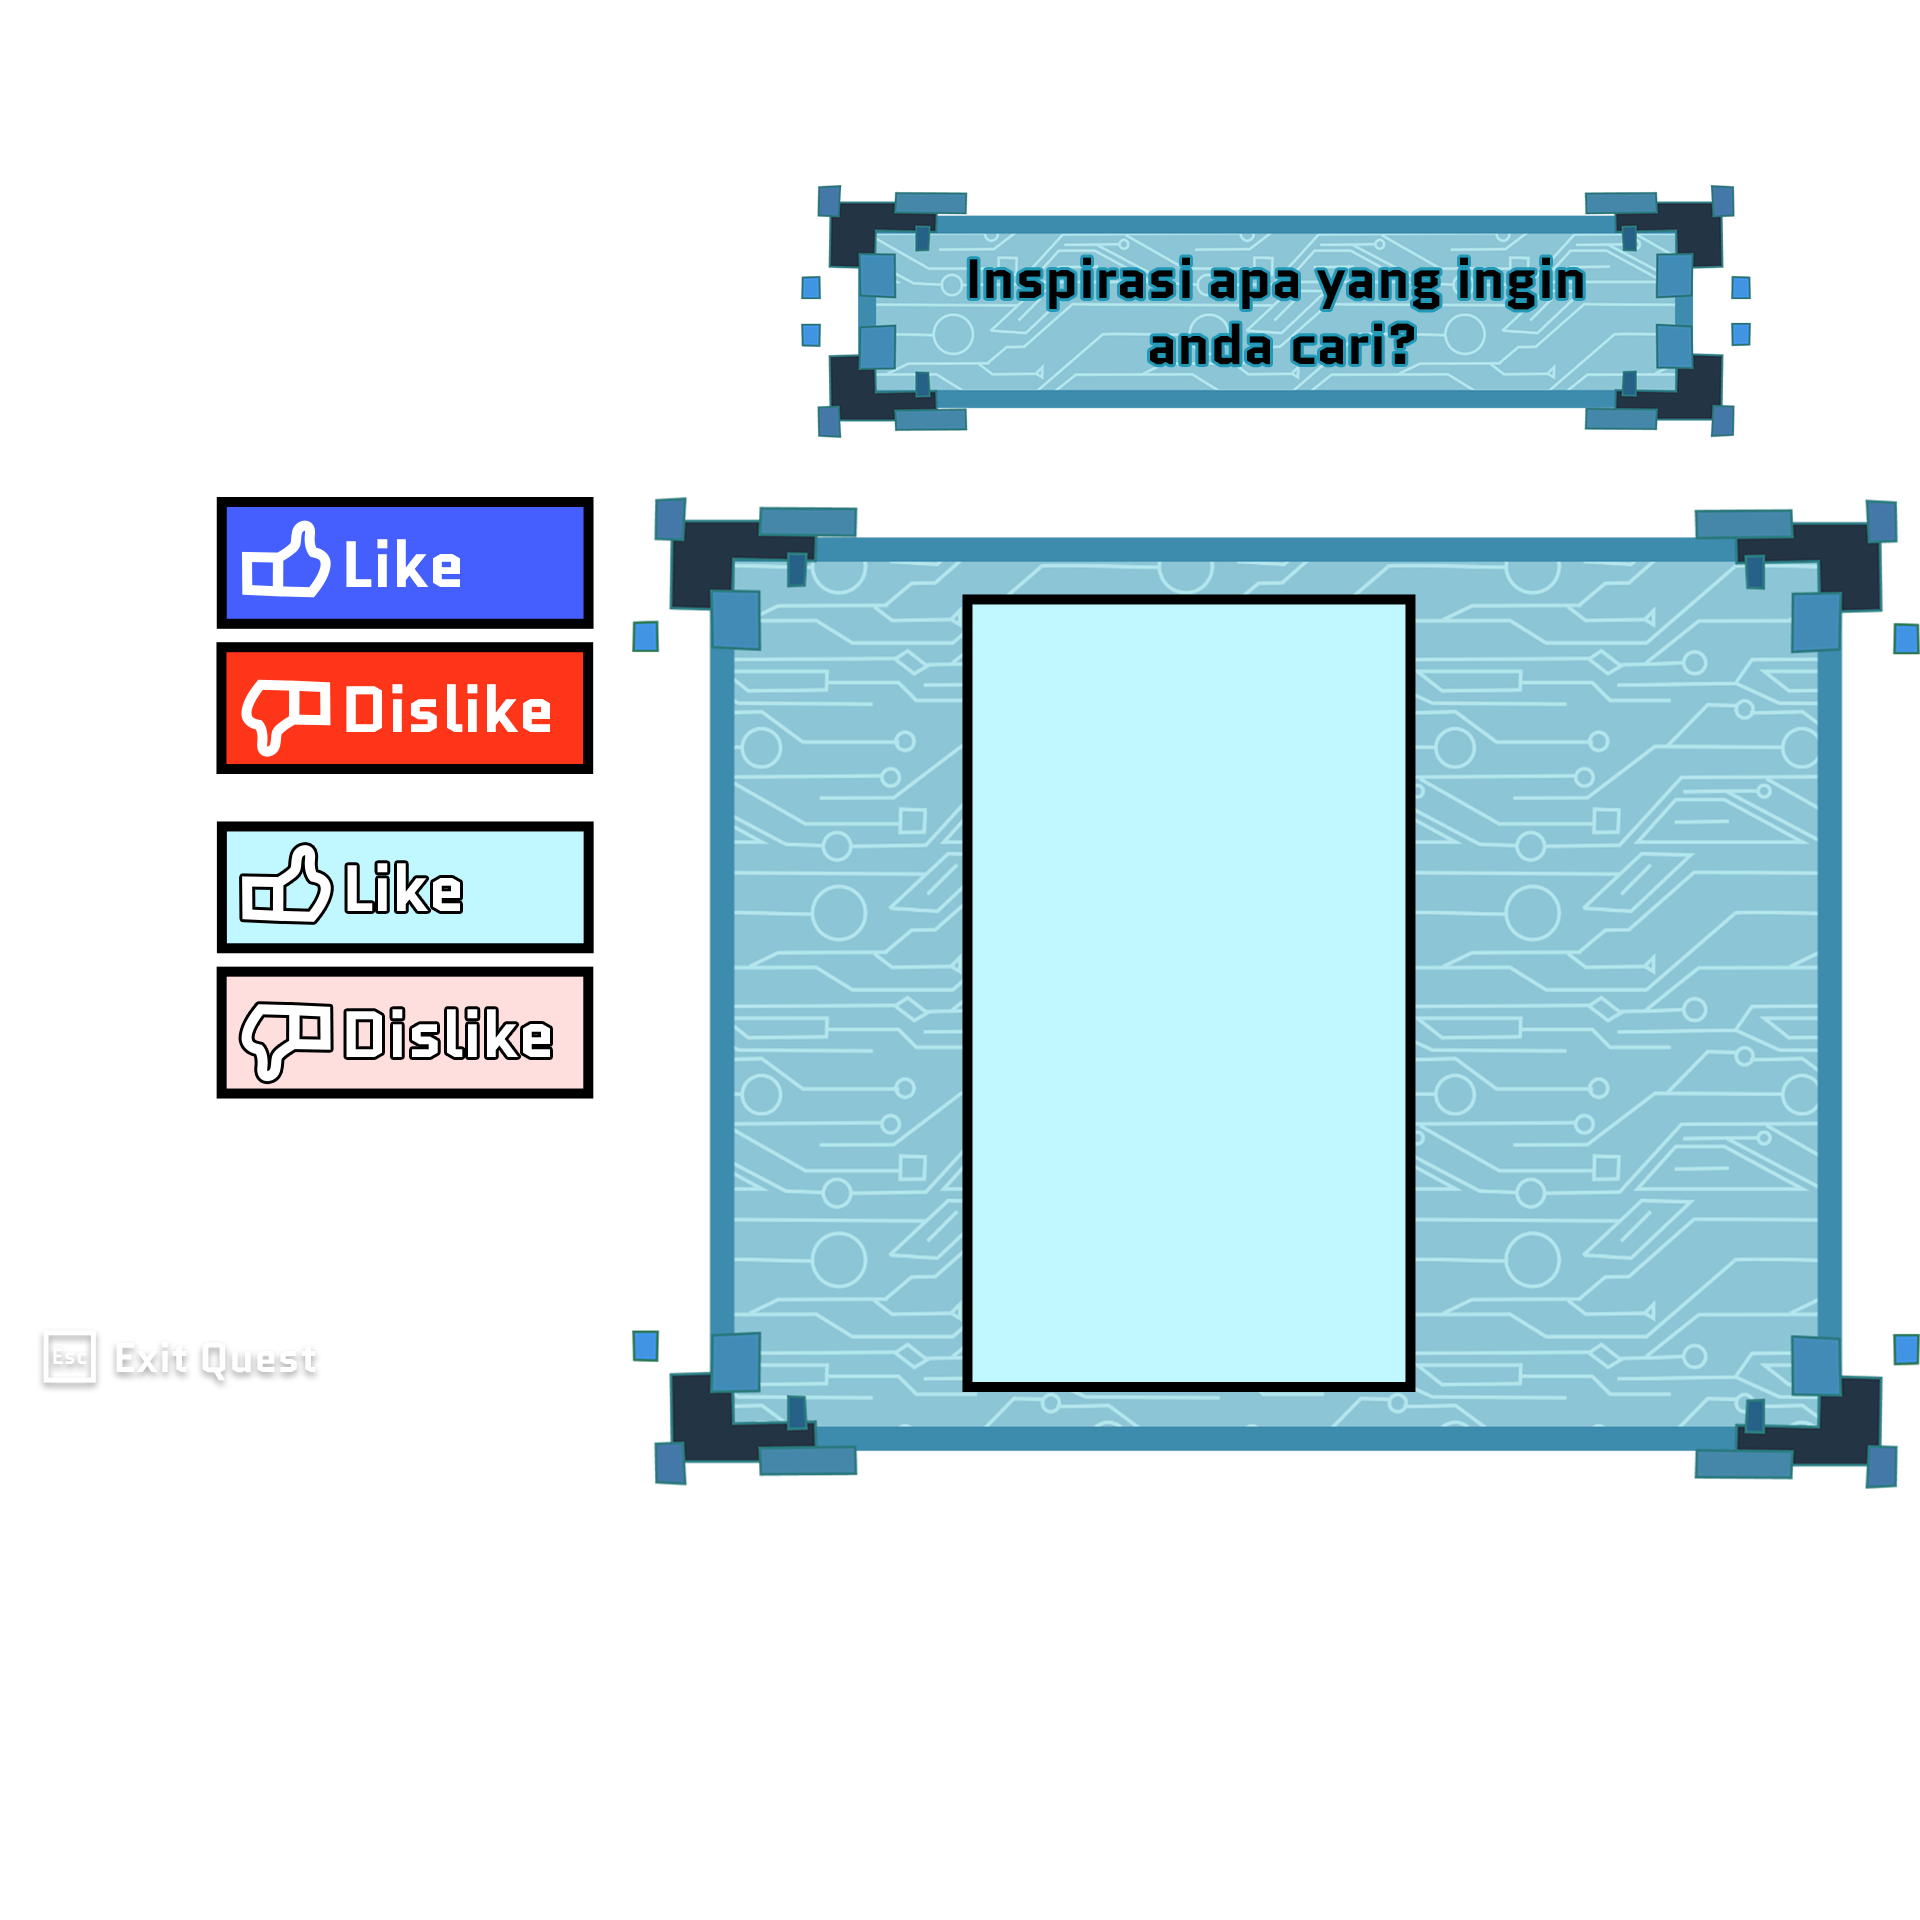 Inspirasi apa yang ingin
anda cari?
Like
Dislike
Like
Dislike
Esc Exit Quest